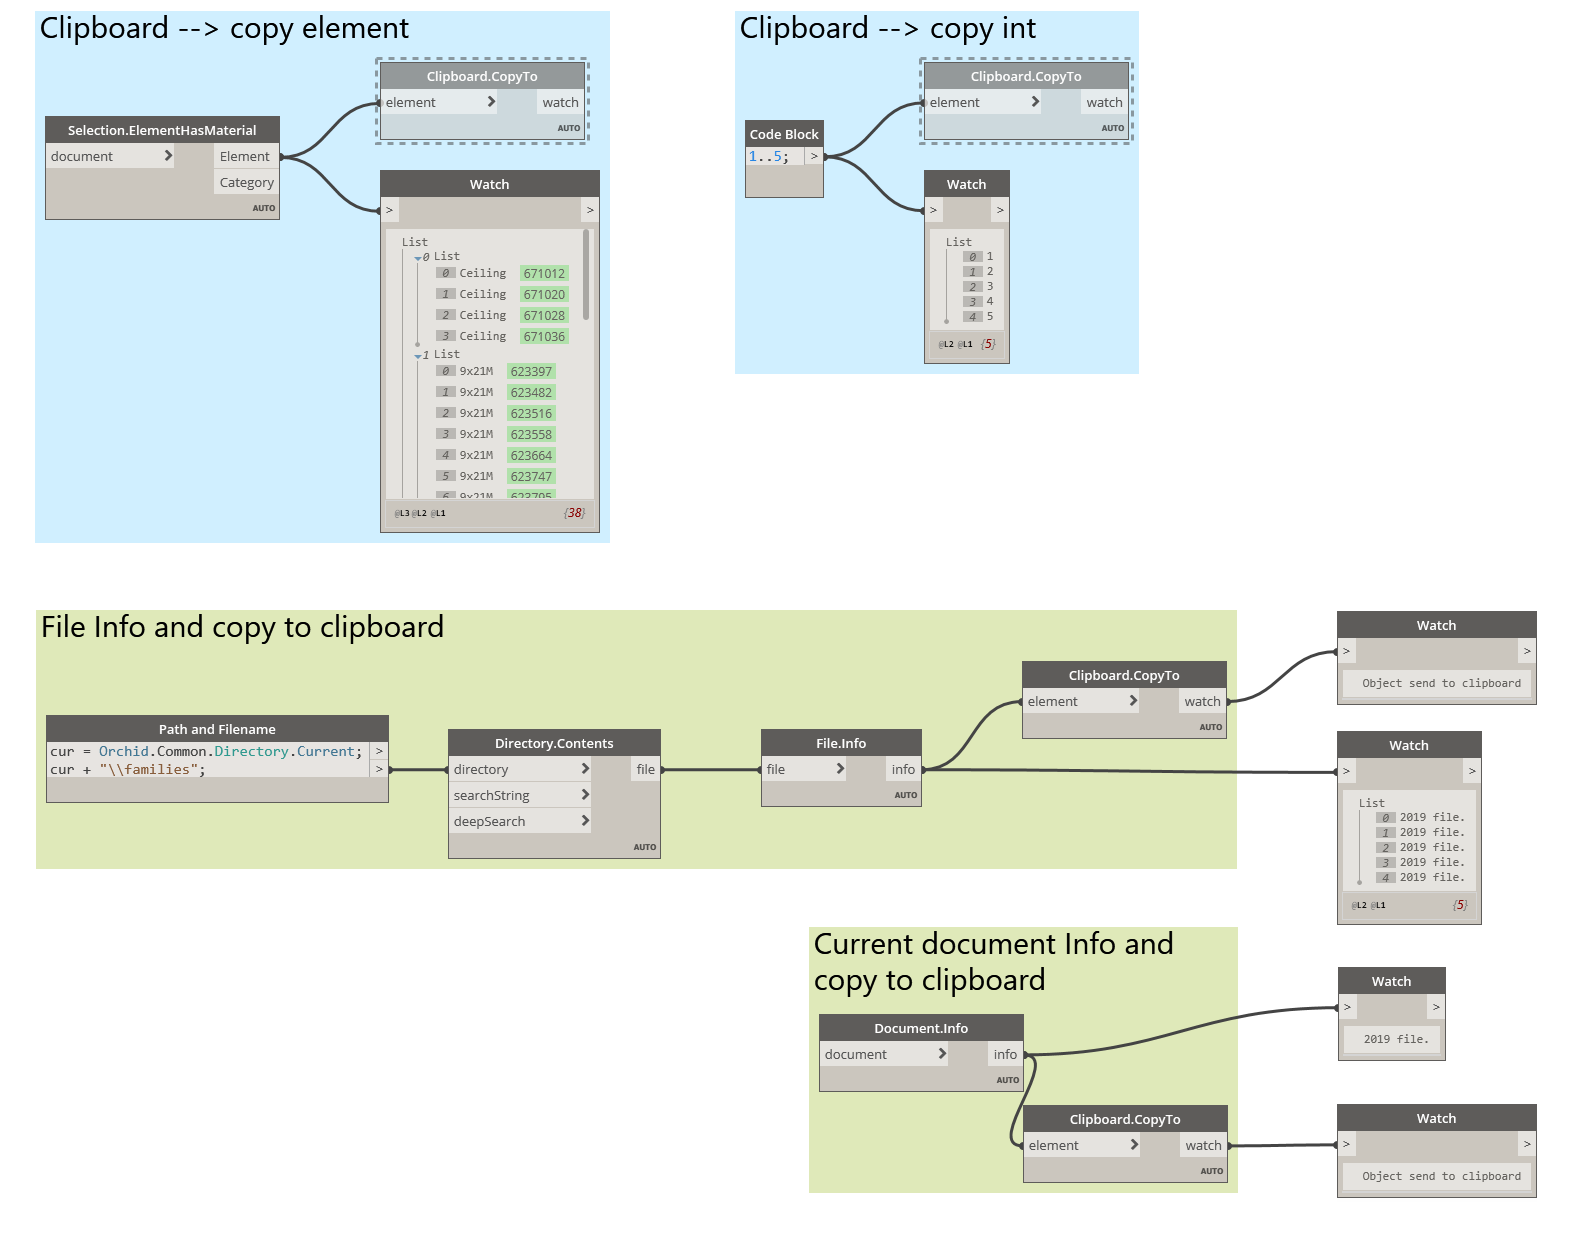 Clipboard --> copy element
Clipboard.CopyTo
element > watch
AUTO
Selection.ElementHasMaterial
document > Element
Category
AUTO
Watch
> >
List
0 List
0 Ceiling 671012
1 Ceiling 671020
2 Ceiling 671028
3 Ceiling 671036
1 List
0 9x21M 623397
1 9x21M 623482
2 9x21M 623516
3 9x21M 623558
4 9x21M 623664
5 9x21M 623747
6 9x21M 623795
@L3 @L2 @L1 {38}
Clipboard --> copy int
Clipboard.CopyTo
element > watch
AUTO
Code Block
1..5; >
Watch
> >
List
0 1
1 2
2 3
3 4
4 5
@L2 @L1 {5}
File Info and copy to clipboard
Path and Filename
cur = Orchid.Common.Directory.Current; >
cur + "\\families"; >
Directory.Contents
directory > file
searchString >
deepSearch >
AUTO
File.Info
file > info
AUTO
Clipboard.CopyTo
element > watch
AUTO
Watch
> >
Object send to clipboard
Watch
> >
List
0 2019 file.
1 2019 file.
2 2019 file.
3 2019 file.
4 2019 file.
@L2 @L1 {5}
Current document Info and
copy to clipboard
Document.Info
document > info
AUTO
Clipboard.CopyTo
element > watch
AUTO
Watch
> >
2019 file.
Watch
> >
Object send to clipboard